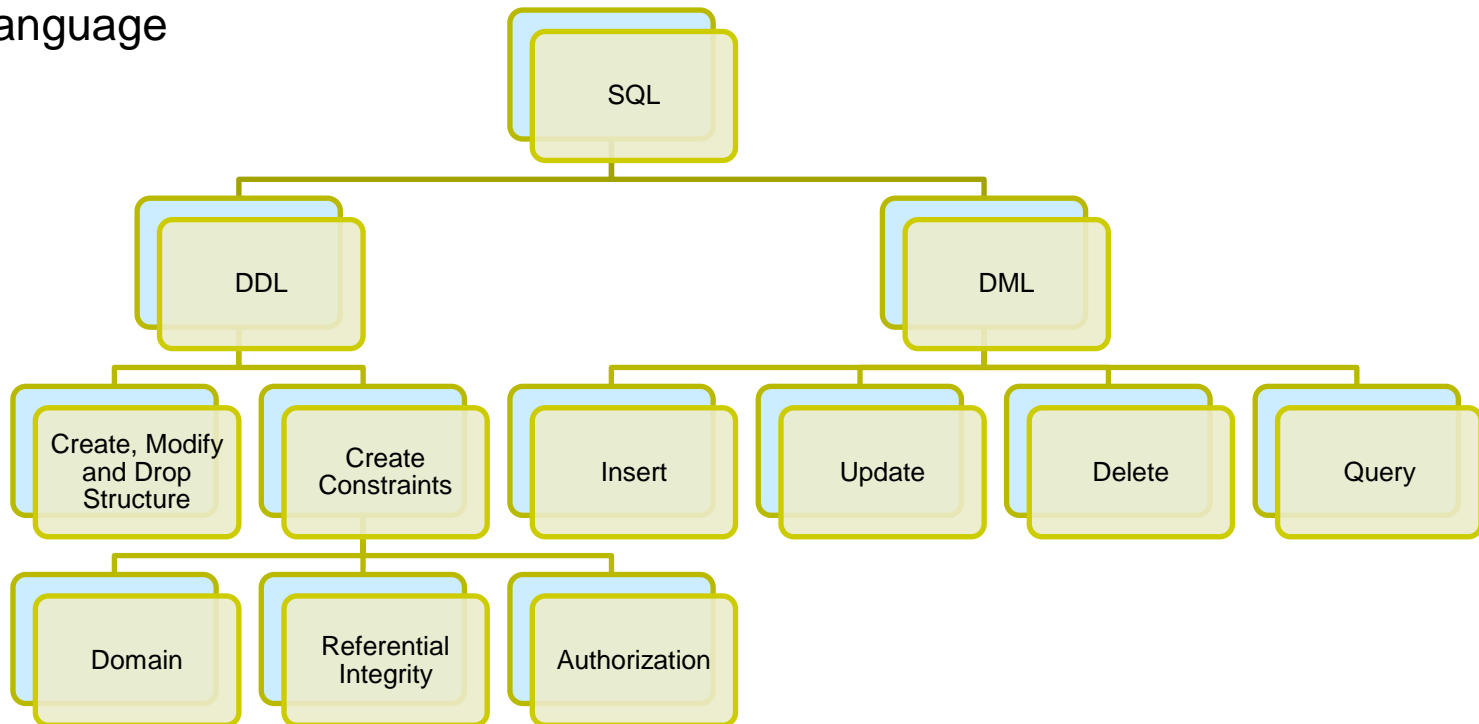 anguage
SQL
DDL
DML
Create, Modify
and Drop
Structure
Create
Constraints
Insert
Update
Delete
Query
Domain
Referential
Integrity
Authorization